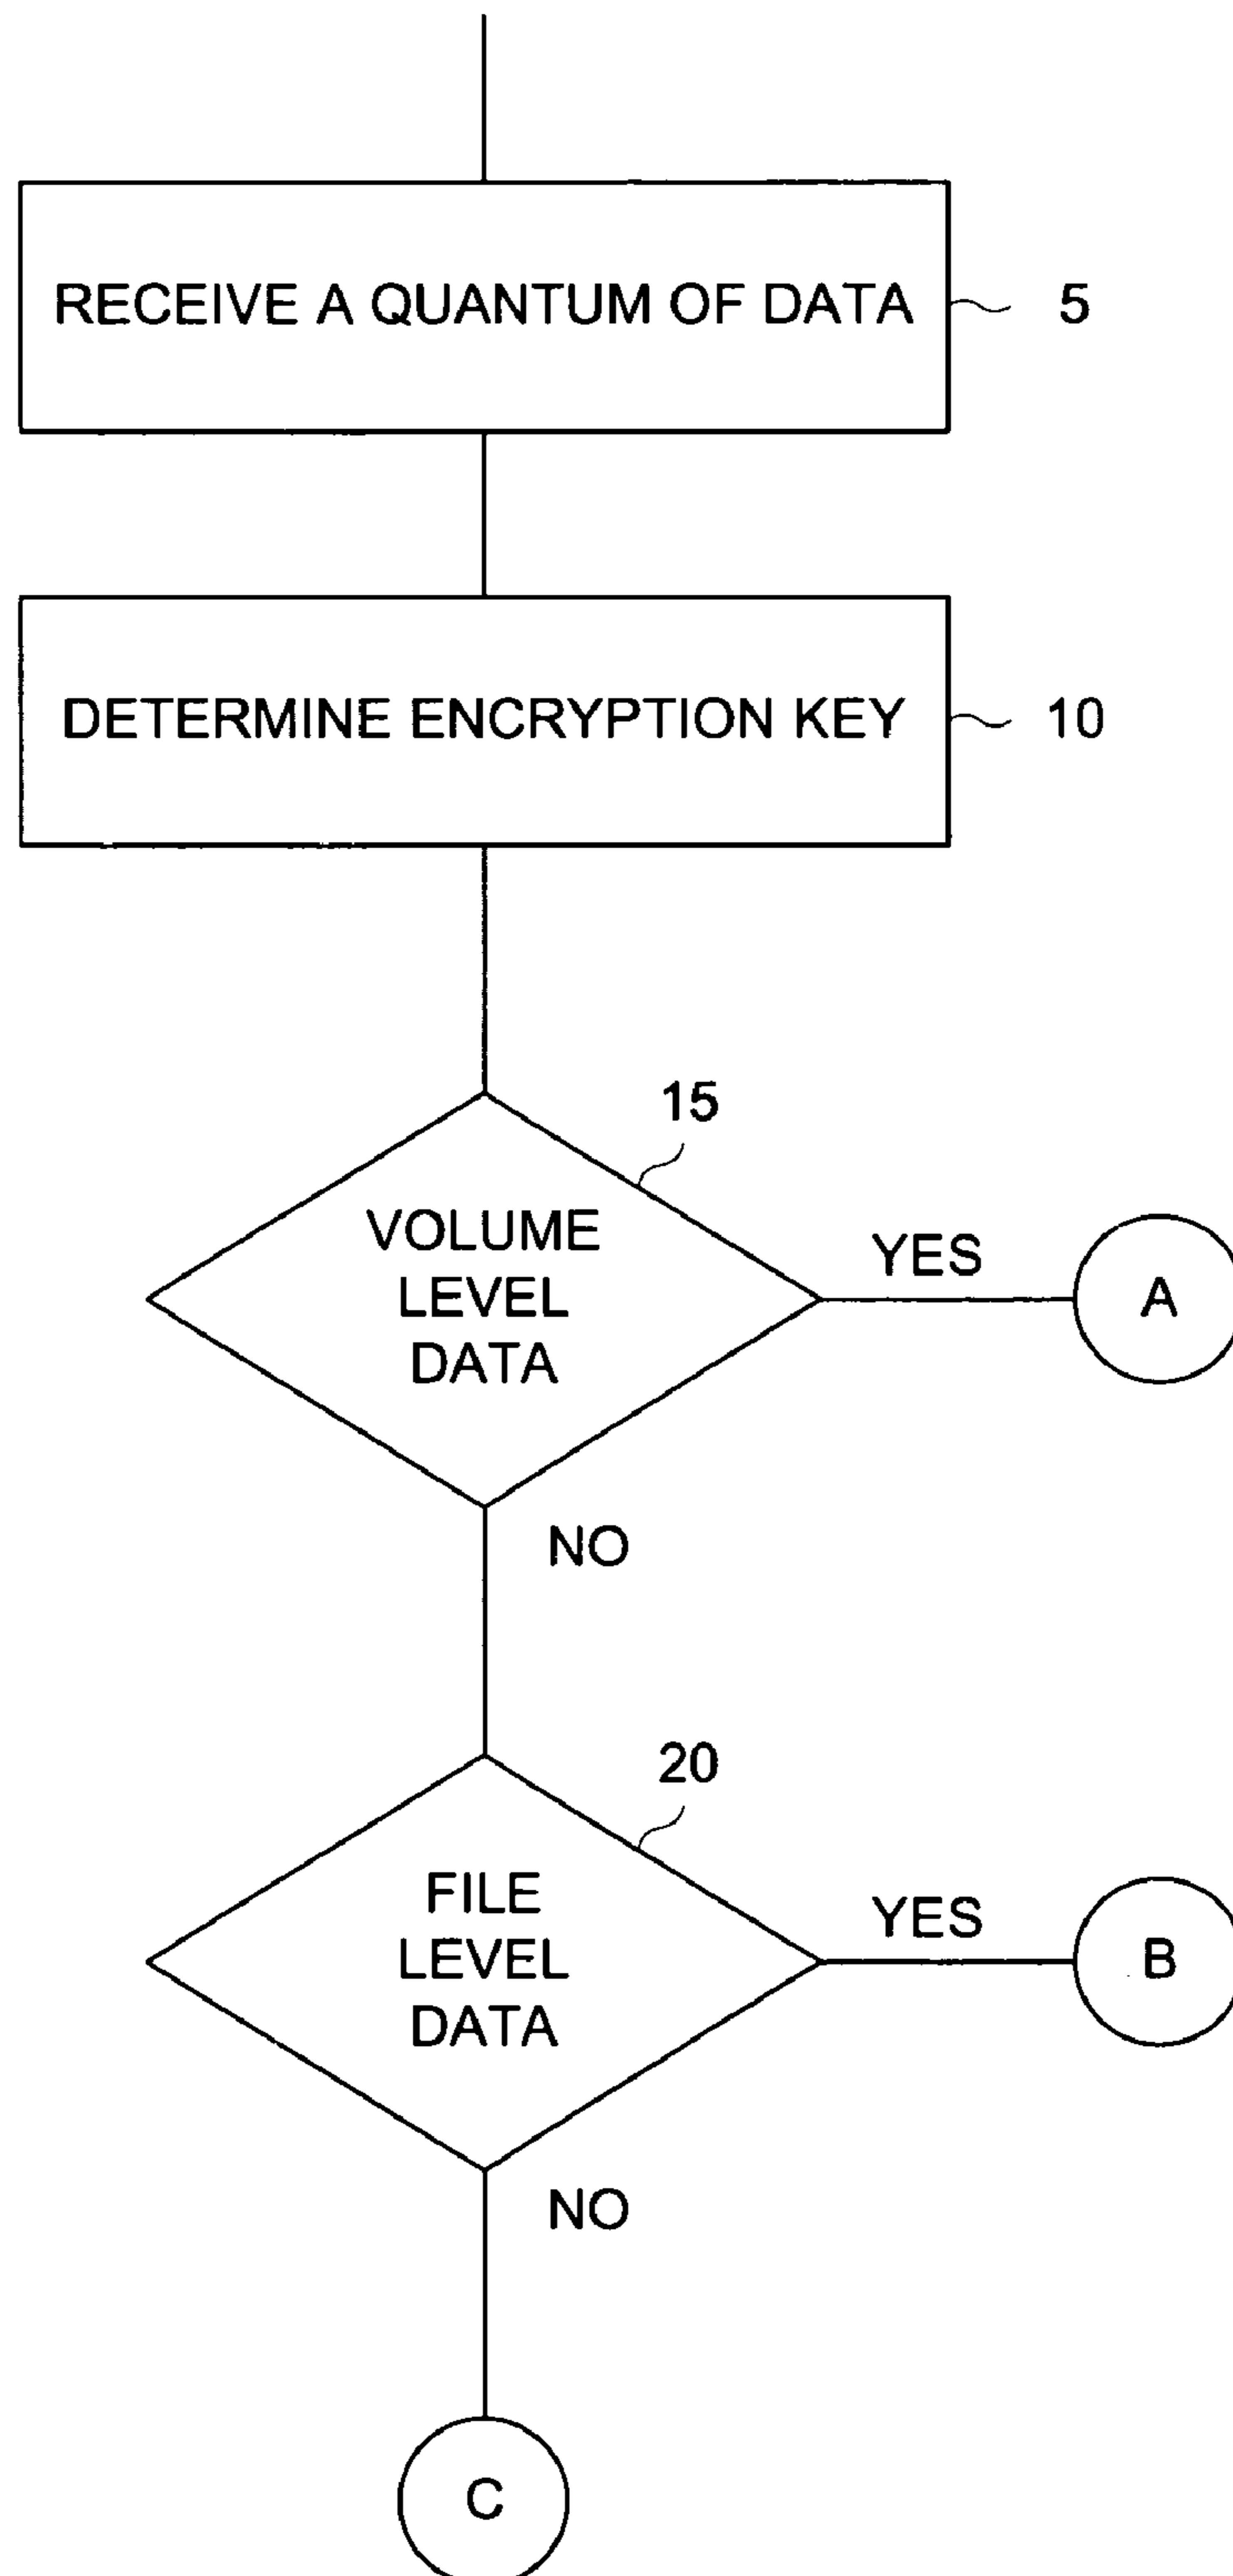 RECEIVE A QUANTUM OF DATA
5
DETERMINE ENCRYPTION KEY
10
15
VOLUME
LEVEL
DATA
YES
A
NO
20
FILE
LEVEL
DATA
YES
B
NO
C